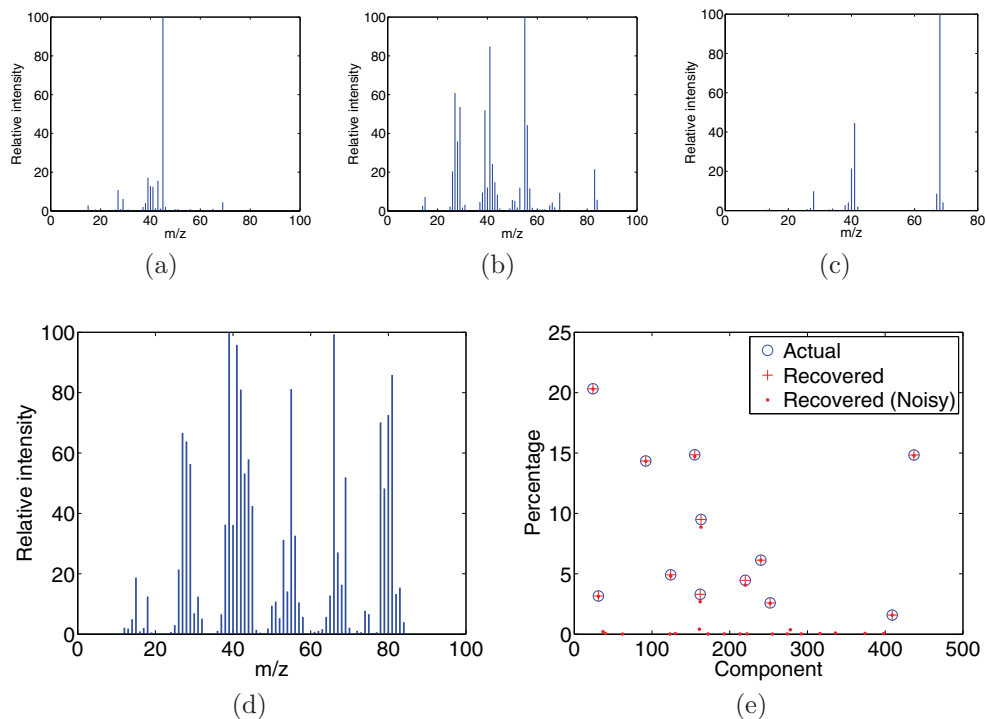 100
80
60
40
20
0
0 20 40 60 80 100
Relative intensity
m/z
(a)
100
80
60
40
20
0
0 20 40 60 80 100
Relative intensity
m/z
(b)
100
80
60
40
20
0
0 20 40 60 80
Relative intensity
m/z
(c)
100
80
60
40
20
0
0 20 40 60 80 100
Relative intensity
m/z
(d)
25
20
15
10
5
0
0 100 200 300 400 500
Percentage
Component
Actual
Recovered
Recovered (Noisy)
(e)